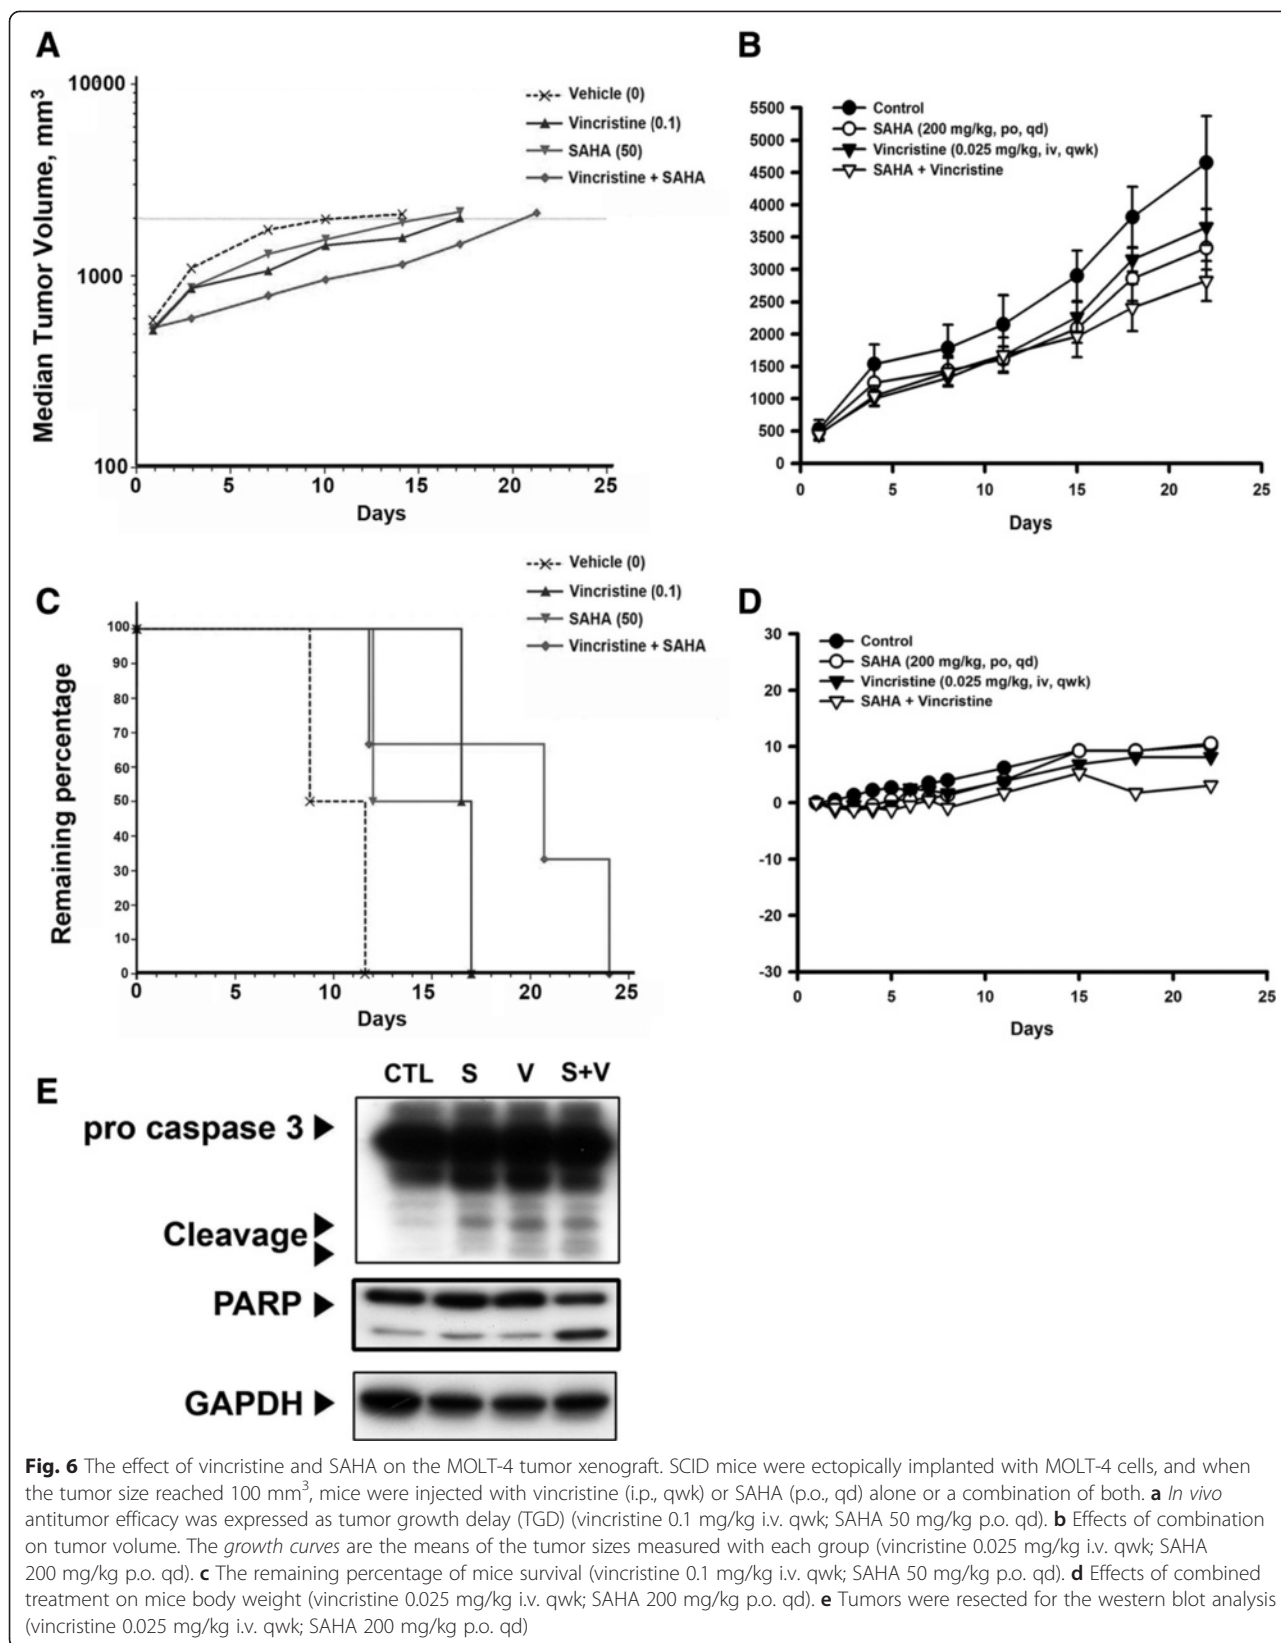 A
Median Tumor Volume, mm³
10000
1000
100
0 5 10 15 20 25
Days
Vehicle (0)
Vincristine (0.1)
SAHA (50)
Vincristine + SAHA
B
5500
5000
4500
4000
3500
3000
2500
2000
1500
1000
500
0
0 5 10 15 20 25
Days
Control
SAHA (200 mg/kg, po, qd)
Vincristine (0.025 mg/kg, iv, qwk)
SAHA + Vincristine
C
Remaining percentage
100
90
80
70
60
50
40
30
20
10
0
0 5 10 15 20 25
Days
Vehicle (0)
Vincristine (0.1)
SAHA (50)
Vincristine + SAHA
D
30
20
10
0
-10
-20
-30
0 5 10 15 20 25
Days
Control
SAHA (200 mg/kg, po, qd)
Vincristine (0.025 mg/kg, iv, qwk)
SAHA + Vincristine
E
CTL S V S+V
pro caspase 3
Cleavage
PARP
GAPDH
Fig. 6 The effect of vincristine and SAHA on the MOLT-4 tumor xenograft. SCID mice were ectopically implanted with MOLT-4 cells, and when
the tumor size reached 100 mm³, mice were injected with vincristine (i.p., qwk) or SAHA (p.o., qd) alone or a combination of both. a In vivo
antitumor efficacy was expressed as tumor growth delay (TGD) (vincristine 0.1 mg/kg i.v. qwk; SAHA 50 mg/kg p.o. qd). b Effects of combination
on tumor volume. The growth curves are the means of the tumor sizes measured with each group (vincristine 0.025 mg/kg i.v. qwk; SAHA
200 mg/kg p.o. qd). c The remaining percentage of mice survival (vincristine 0.1 mg/kg i.v. qwk; SAHA 50 mg/kg p.o. qd). d Effects of combined
treatment on mice body weight (vincristine 0.025 mg/kg i.v. qwk; SAHA 200 mg/kg p.o. qd). e Tumors were resected for the western blot analysis
(vincristine 0.025 mg/kg i.v. qwk; SAHA 200 mg/kg p.o. qd)